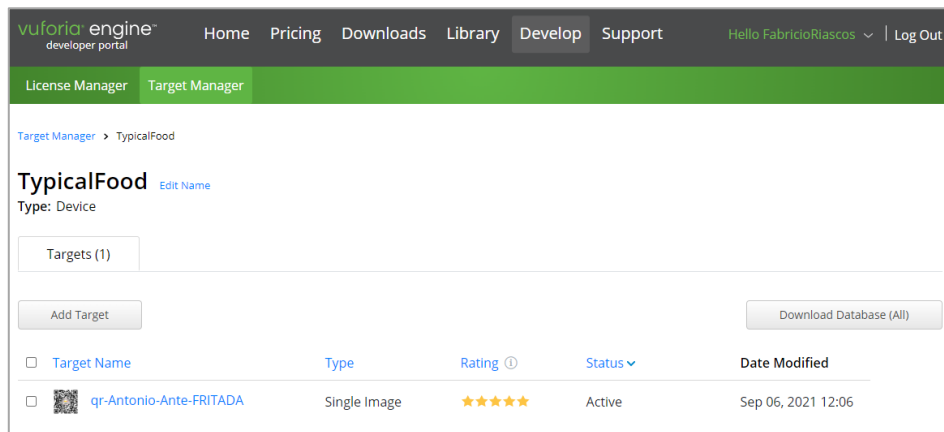 vuforia® engine™ Home Pricing Downloads Library Develop Support Hello FabricioRiascos | Log Out
developer portal
License Manager Target Manager
Target Manager > TypicalFood
TypicalFood Edit Name
Type: Device
Targets (1)
Add Target Download Database (All)
Target Name Type Rating Status Date Modified
qr-Antonio-Ante-FRITADA Single Image Active Sep 06, 2021 12:06